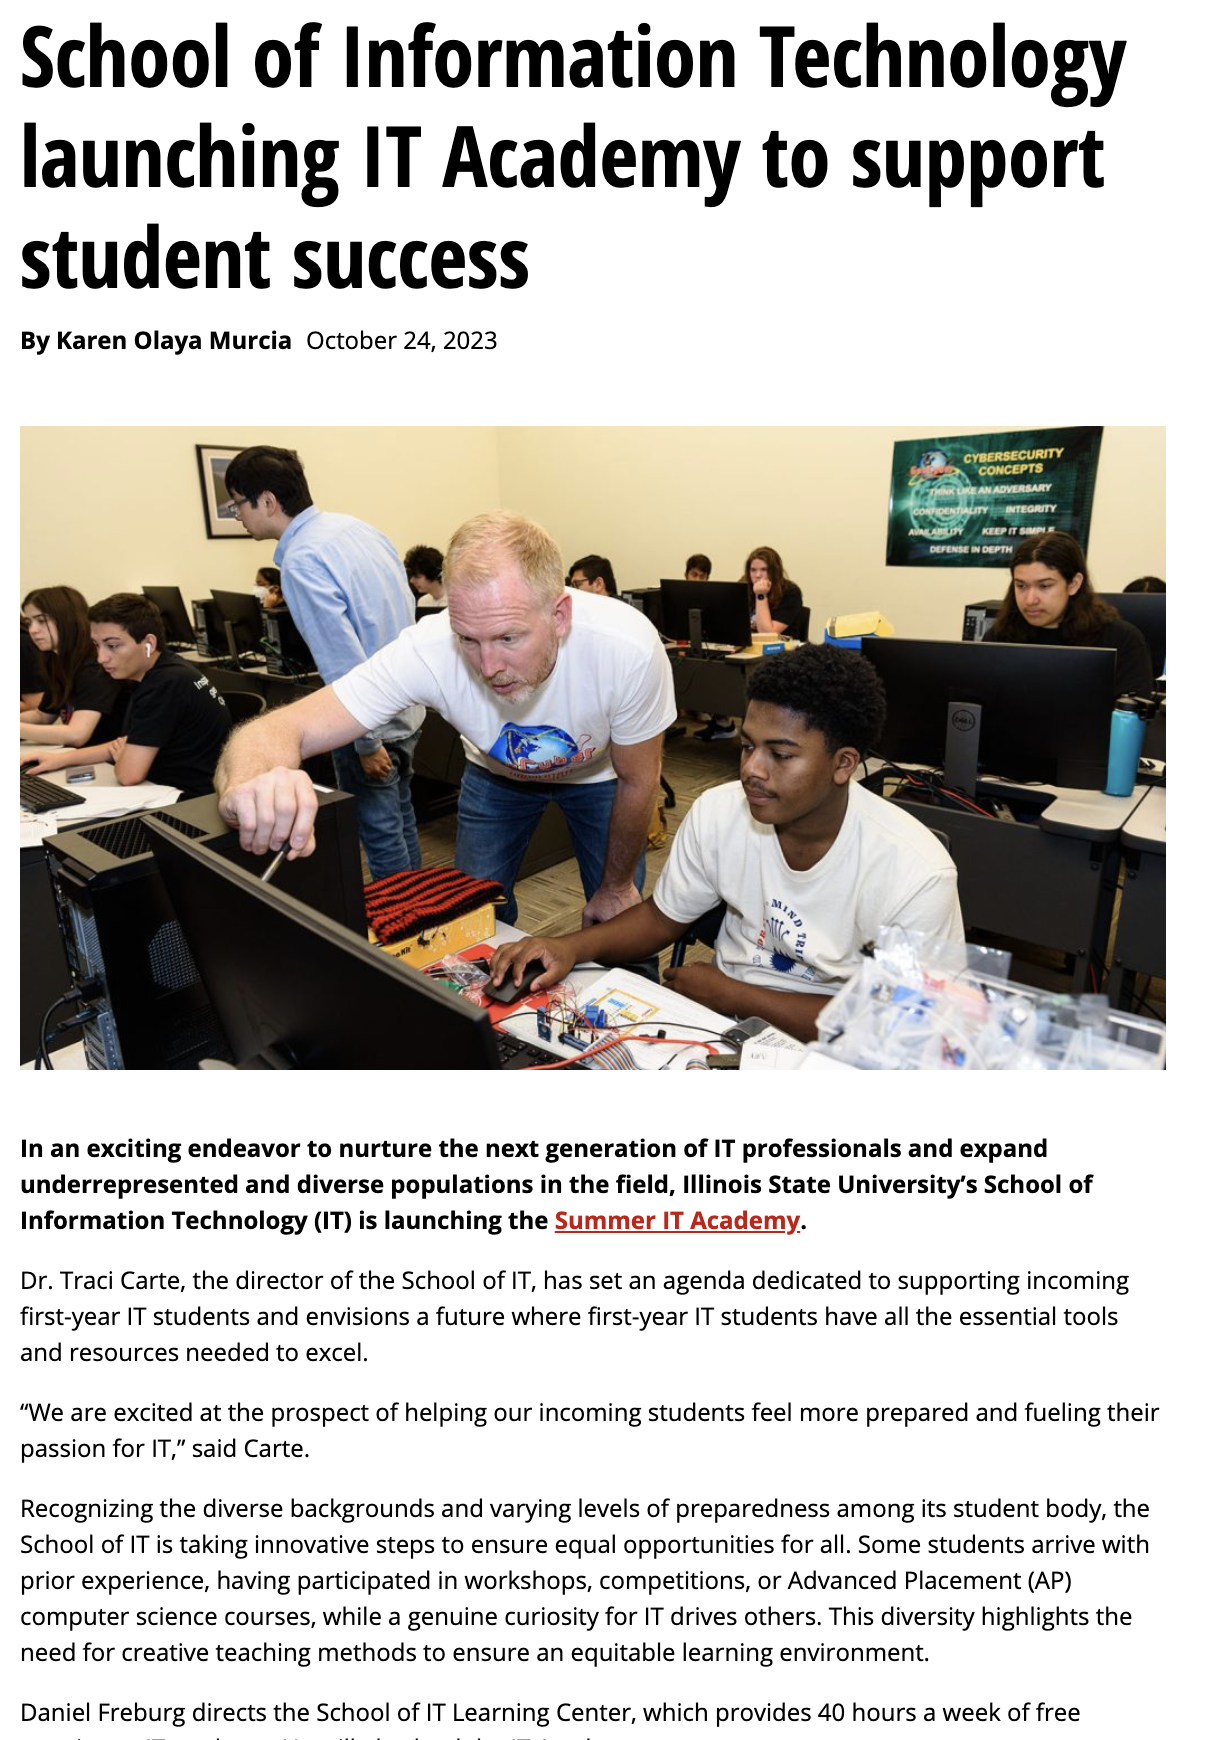 School of Information Technology
launching IT Academy to support
student success
By Karen Olaya Murcia October 24, 2023
CYBERSECURITY
CONCEPTS
THINK LIKE AN ADVERSARY
CONFIDENTIALITY INTEGRITY
AVAILABILITY KEEP IT SIMPLE
DEFENSE IN DEPTH
DELL
MIND
In an exciting endeavor to nurture the next generation of IT professionals and expand
underrepresented and diverse populations in the field, Illinois State University’s School of
Information Technology (IT) is launching the Summer IT Academy.
Dr. Traci Carte, the director of the School of IT, has set an agenda dedicated to supporting incoming
first-year IT students and envisions a future where first-year IT students have all the essential tools
and resources needed to excel.
“We are excited at the prospect of helping our incoming students feel more prepared and fueling their
passion for IT,” said Carte.
Recognizing the diverse backgrounds and varying levels of preparedness among its student body, the
School of IT is taking innovative steps to ensure equal opportunities for all. Some students arrive with
prior experience, having participated in workshops, competitions, or Advanced Placement (AP)
computer science courses, while a genuine curiosity for IT drives others. This diversity highlights the
need for creative teaching methods to ensure an equitable learning environment.
Daniel Freburg directs the School of IT Learning Center, which provides 40 hours a week of free